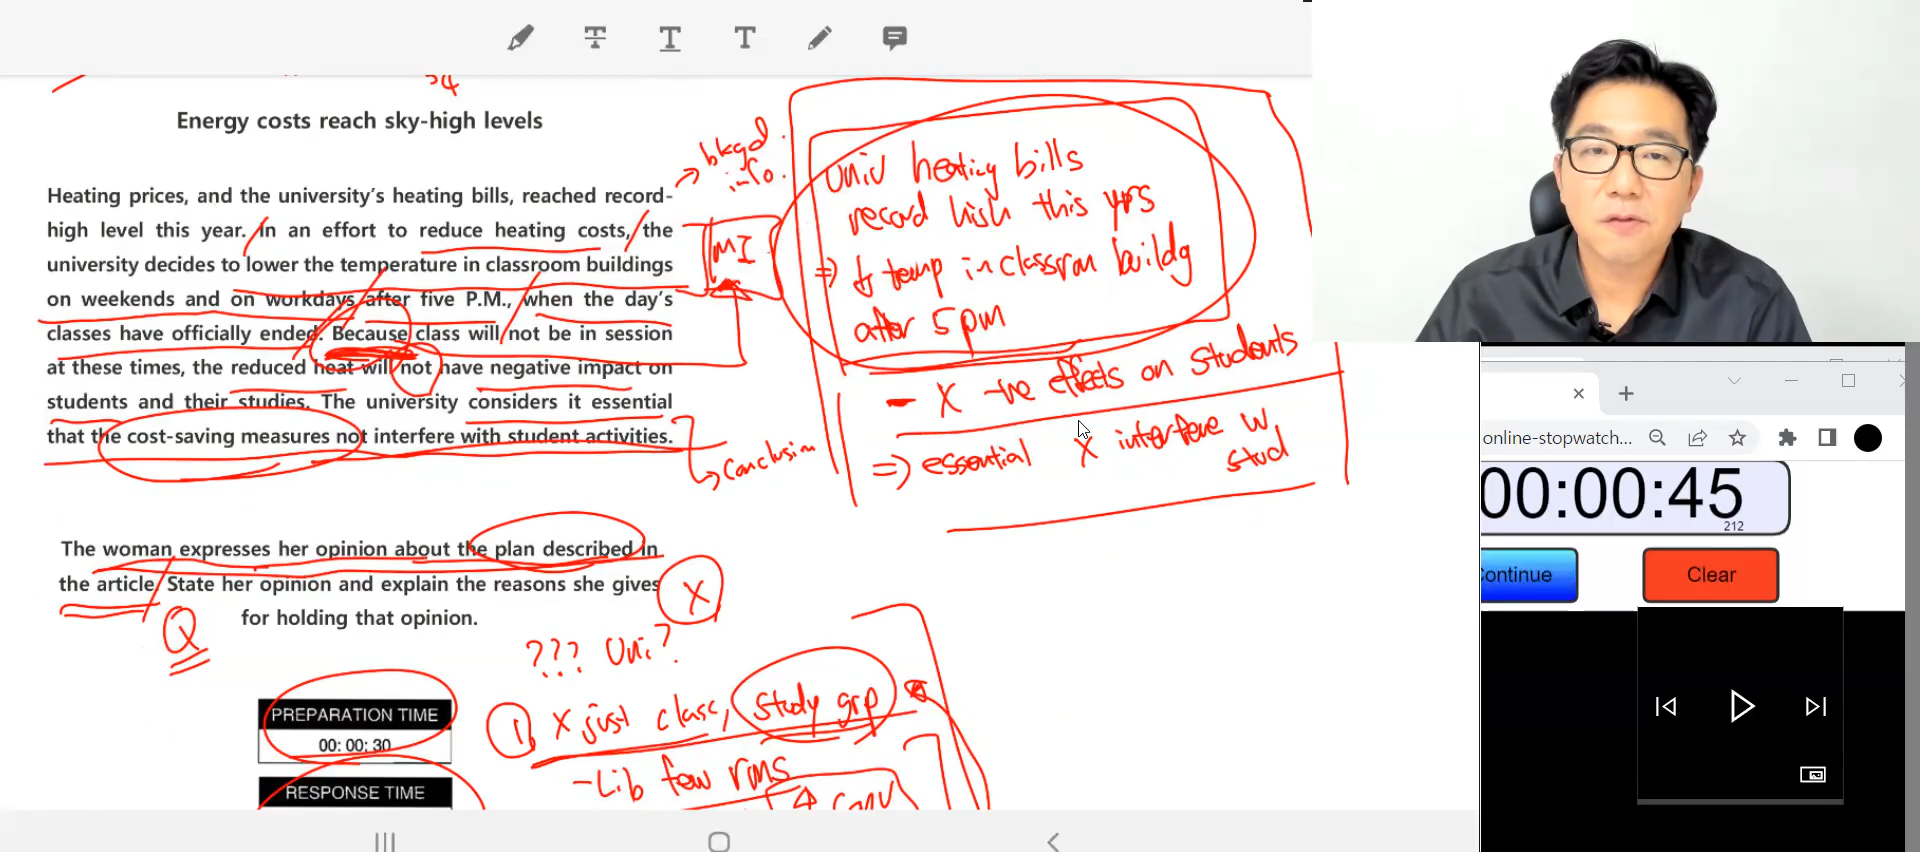 54
Energy costs reach sky-high levels
Heating prices, and the university's heating bills, reached record-
high level this year. In an effort to reduce heating costs, the
university decides to lower the temperature in classroom buildings
on weekends and on workdays after five P.M., when the day's
classes have officially ended. Because class will not be in session
at these times, the reduced heat will not have negative impact on
students and their studies. The university considers it essential
that the cost-saving measures not interfere with student activities.
→ bkgd
info.
MI
Univ heating bills
record high this yrs
⇒ ↓ temp in classrom buildg
after 5pm
- X -ve effects on students
⇒ essential X interfere w,
stud
→ Conclusion
The woman expresses her opinion about the plan described in
the article. State her opinion and explain the reasons she gives
for holding that opinion.
X
Q
??? Uni?
PREPARATION TIME
00: 00: 30
RESPONSE TIME
① X just class, study grp
-Lib few rms
↑ conv
online-stopwatch...
00:00:45
212
Continue
Clear